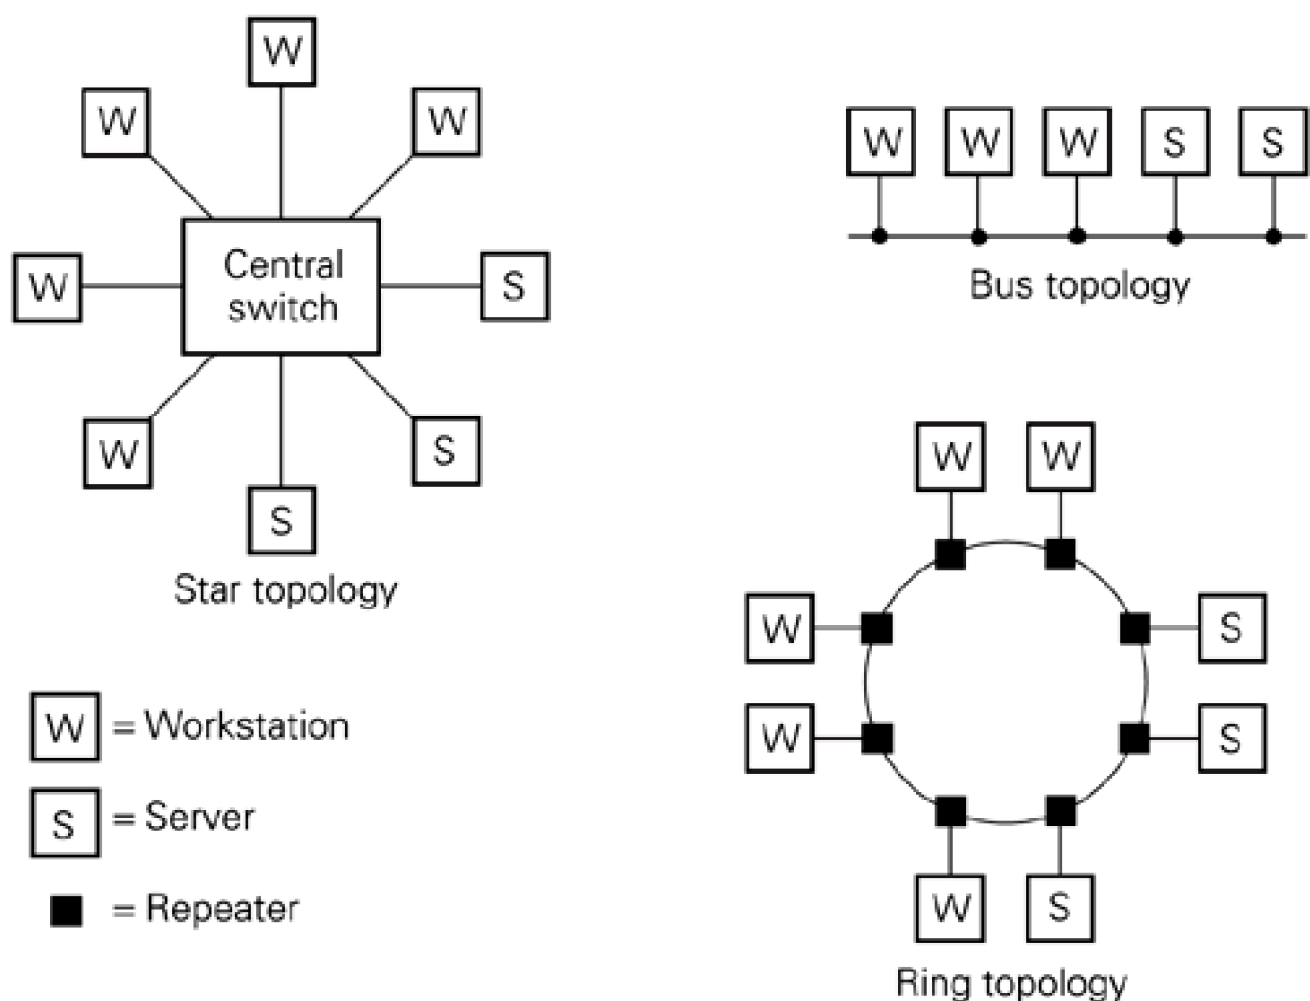 W
W
W
W
Central
switch
S
W
S
S
Star topology
W W W S S
Bus topology
W = Workstation
S = Server
= Repeater
W W
W
S
W
S
W
S
Ring topology